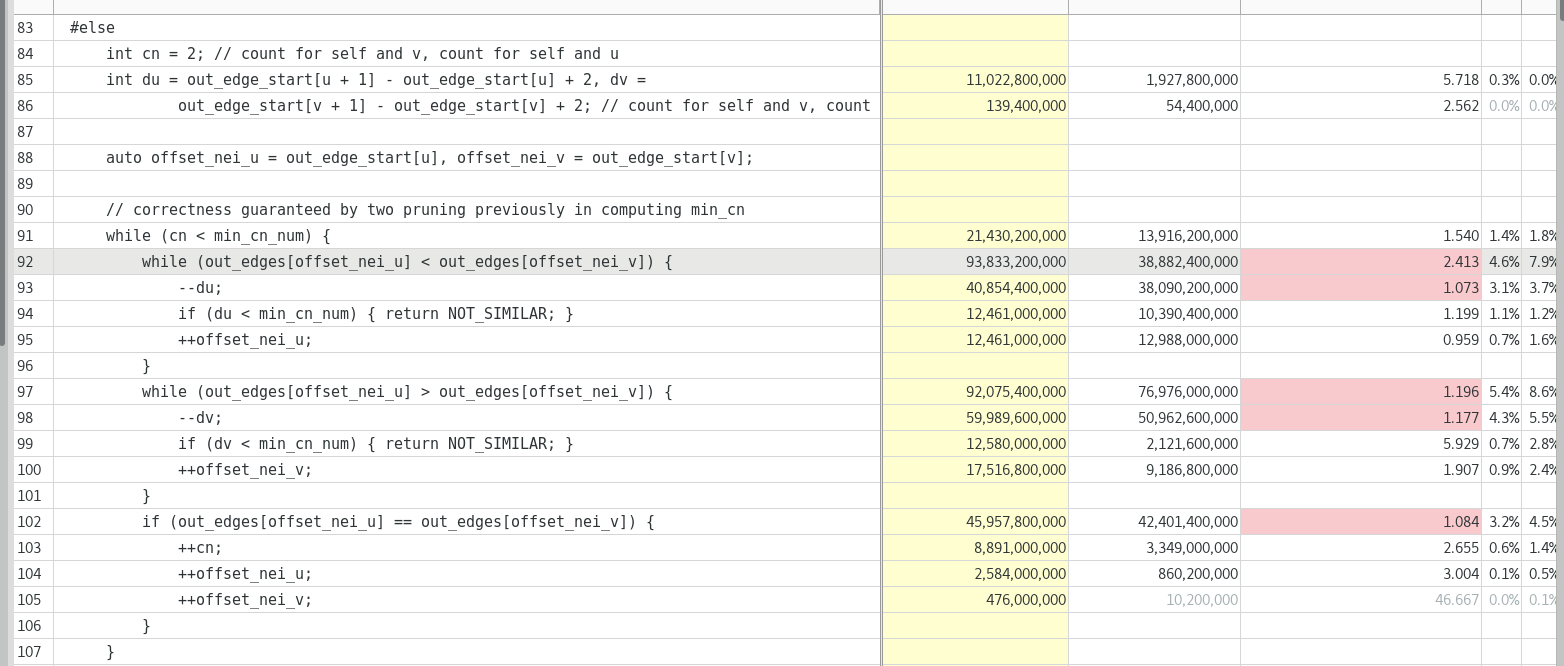 83 #else
84 int cn = 2; // count for self and v, count for self and u
85 int du = out_edge_start[u + 1] - out_edge_start[u] + 2, dv = 11,022,800,000 1,927,800,000 5.718 0.3% 0.0%
86 out_edge_start[v + 1] - out_edge_start[v] + 2; // count for self and v, count 139,400,000 54,400,000 2.562 0.0% 0.0%
87
88 auto offset_nei_u = out_edge_start[u], offset_nei_v = out_edge_start[v];
89
90 // correctness guaranteed by two pruning previously in computing min_cn
91 while (cn < min_cn_num) { 21,430,200,000 13,916,200,000 1.540 1.4% 1.8%
92 while (out_edges[offset_nei_u] < out_edges[offset_nei_v]) { 93,833,200,000 38,882,400,000 2.413 4.6% 7.9%
93 --du; 40,854,400,000 38,090,200,000 1.073 3.1% 3.7%
94 if (du < min_cn_num) { return NOT_SIMILAR; } 12,461,000,000 10,390,400,000 1.199 1.1% 1.2%
95 ++offset_nei_u; 12,461,000,000 12,988,000,000 0.959 0.7% 1.6%
96 }
97 while (out_edges[offset_nei_u] > out_edges[offset_nei_v]) { 92,075,400,000 76,976,000,000 1.196 5.4% 8.6%
98 --dv; 59,989,600,000 50,962,600,000 1.177 4.3% 5.5%
99 if (dv < min_cn_num) { return NOT_SIMILAR; } 12,580,000,000 2,121,600,000 5.929 0.7% 2.8%
100 ++offset_nei_v; 17,516,800,000 9,186,800,000 1.907 0.9% 2.4%
101 }
102 if (out_edges[offset_nei_u] == out_edges[offset_nei_v]) { 45,957,800,000 42,401,400,000 1.084 3.2% 4.5%
103 ++cn; 8,891,000,000 3,349,000,000 2.655 0.6% 1.4%
104 ++offset_nei_u; 2,584,000,000 860,200,000 3.004 0.1% 0.5%
105 ++offset_nei_v; 476,000,000 10,200,000 46.667 0.0% 0.1%
106 }
107 }